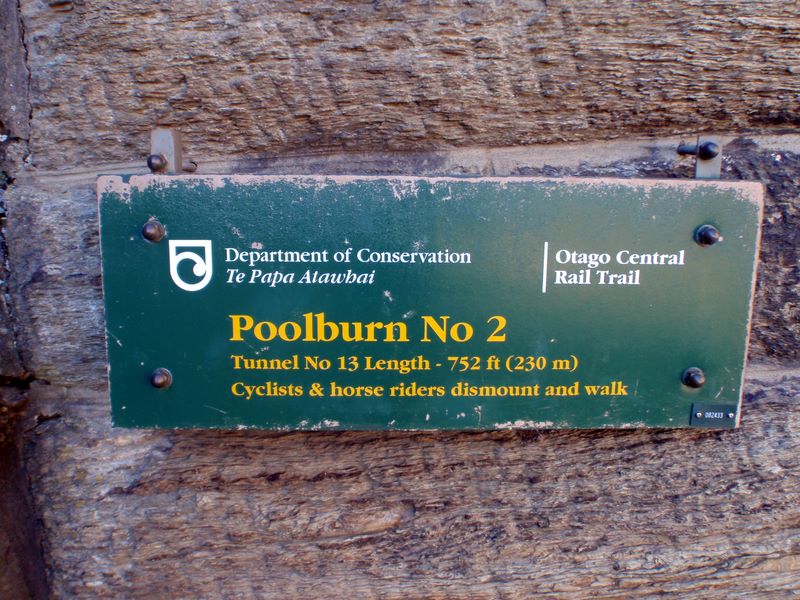 Department of Conservation
Te Papa Atawhai
Otago Central
Rail Trail
Poolburn No 2
Tunnel No 13 Length - 752 ft (230 m)
Cyclists & horse riders dismount and walk
082433